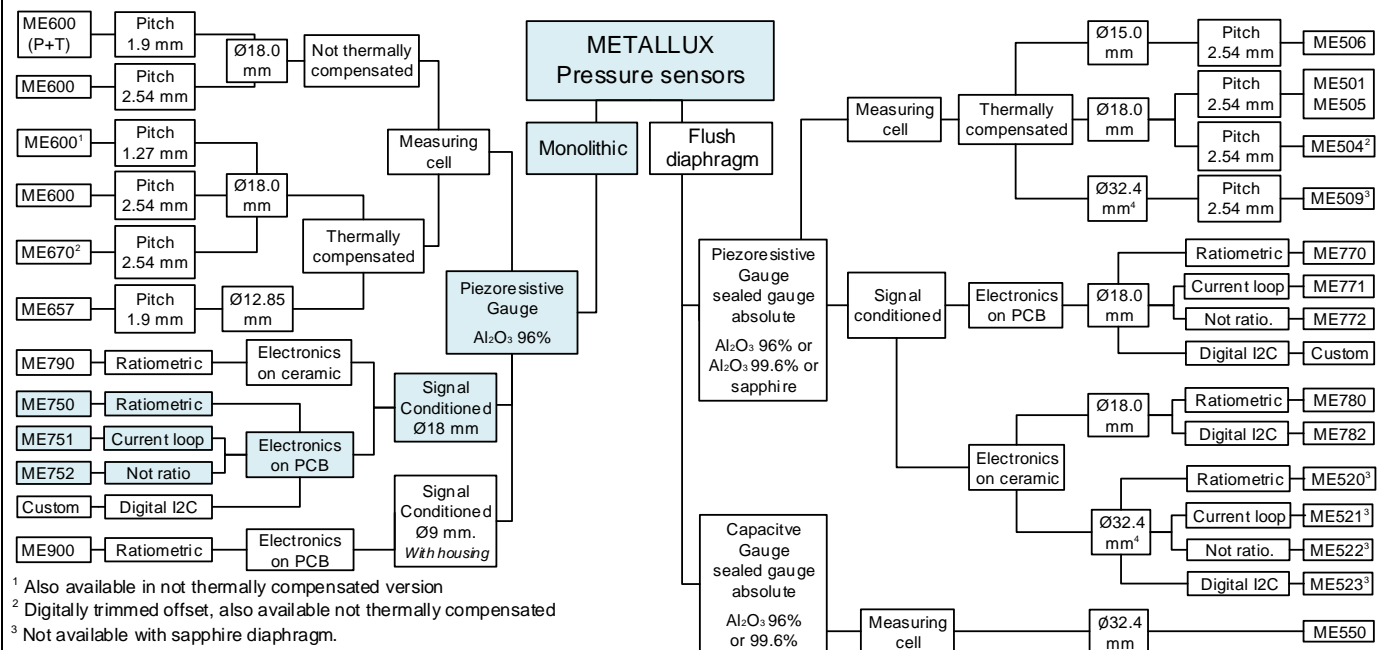 METALLUX
Pressure sensors
Monolithic
Flush
diaphragm
ME600
(P+T)
Pitch
1.9 mm
Ø18.0
mm
Not thermally
compensated
ME600
Pitch
2.54 mm
ME600¹
Pitch
1.27 mm
ME600
Pitch
2.54 mm
Ø18.0
mm
Measuring
cell
ME670²
Pitch
2.54 mm
Thermally
compensated
ME657
Pitch
1.9 mm
Ø12.85
mm
Piezoresistive
Gauge
Al₂O₃ 96%
ME790
Ratiometric
Electronics
on ceramic
ME750
Ratiometric
ME751
Current loop
ME752
Not ratio
Electronics
on PCB
Signal
Conditioned
Ø18 mm
Custom
Digital I2C
ME900
Ratiometric
Electronics
on PCB
Signal
Conditioned
Ø9 mm.
With housing
¹ Also available in not thermally compensated version
² Digitally trimmed offset, also available not thermally compensated
³ Not available with sapphire diaphragm.
Measuring
cell
Thermally
compensated
Ø15.0
mm
Pitch
2.54 mm
ME506
Ø18.0
mm
Pitch
2.54 mm
ME501
ME505
Pitch
2.54 mm
ME504²
Ø32.4
mm⁴
Pitch
2.54 mm
ME509³
Piezoresistive
Gauge
sealed gauge
absolute
Al₂O₃ 96% or
Al₂O₃ 99.6% or
sapphire
Signal
conditioned
Electronics
on PCB
Ø18.0
mm
Ratiometric
ME770
Current loop
ME771
Not ratio.
ME772
Digital I2C
Custom
Electronics
on ceramic
Ø18.0
mm
Ratiometric
ME780
Digital I2C
ME782
Ø32.4
mm⁴
Ratiometric
ME520³
Current loop
ME521³
Not ratio.
ME522³
Digital I2C
ME523³
Capacitve
Gauge
sealed gauge
absolute
Al₂O₃ 96%
or 99.6%
Measuring
cell
Ø32.4
mm
ME550